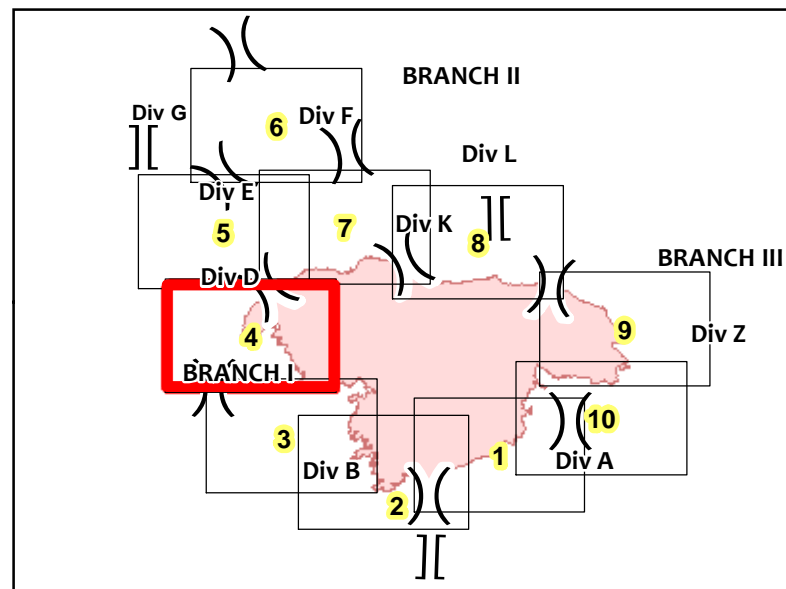 BRANCH II
Div G
Div F
6
Div L
][
Div E
7
5
Div K
][
8
BRANCH III
Div D
9
4
Div Z
BRANCH I
10
3
1
Div A
Div B
2
][